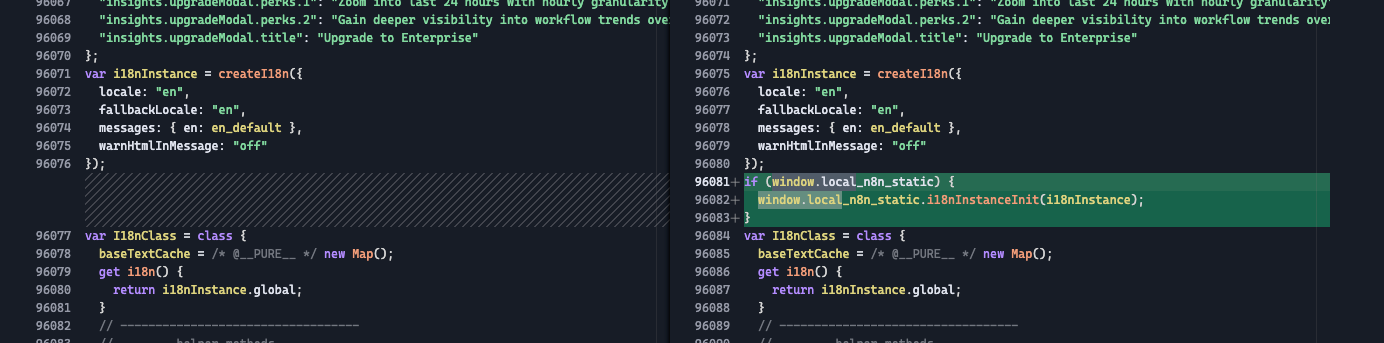 96067 "insights.upgradeModal.perks.1": "Zoom into last 24 hours with hourly granularity
96068 "insights.upgradeModal.perks.2": "Gain deeper visibility into workflow trends ove
96069 "insights.upgradeModal.title": "Upgrade to Enterprise"
96070 };
96071 var i18nInstance = createI18n({
96072 locale: "en",
96073 fallbackLocale: "en",
96074 messages: { en: en_default },
96075 warnHtmlInMessage: "off"
96076 });
96077 var I18nClass = class {
96078 baseTextCache = /* @__PURE__ */ new Map();
96079 get i18n() {
96080 return i18nInstance.global;
96081 }
96082 // ----------------------------------
96083 // helper methods
96071 "insights.upgradeModal.perks.1": "Zoom into last 24 hours with hourly granularity"
96072 "insights.upgradeModal.perks.2": "Gain deeper visibility into workflow trends over
96073 "insights.upgradeModal.title": "Upgrade to Enterprise"
96074 };
96075 var i18nInstance = createI18n({
96076 locale: "en",
96077 fallbackLocale: "en",
96078 messages: { en: en_default },
96079 warnHtmlInMessage: "off"
96080 });
96081+ if (window.local_n8n_static) {
96082+ window.local_n8n_static.i18nInstanceInit(i18nInstance);
96083+ }
96084 var I18nClass = class {
96085 baseTextCache = /* @__PURE__ */ new Map();
96086 get i18n() {
96087 return i18nInstance.global;
96088 }
96089 // ----------------------------------
96090 // helper methods